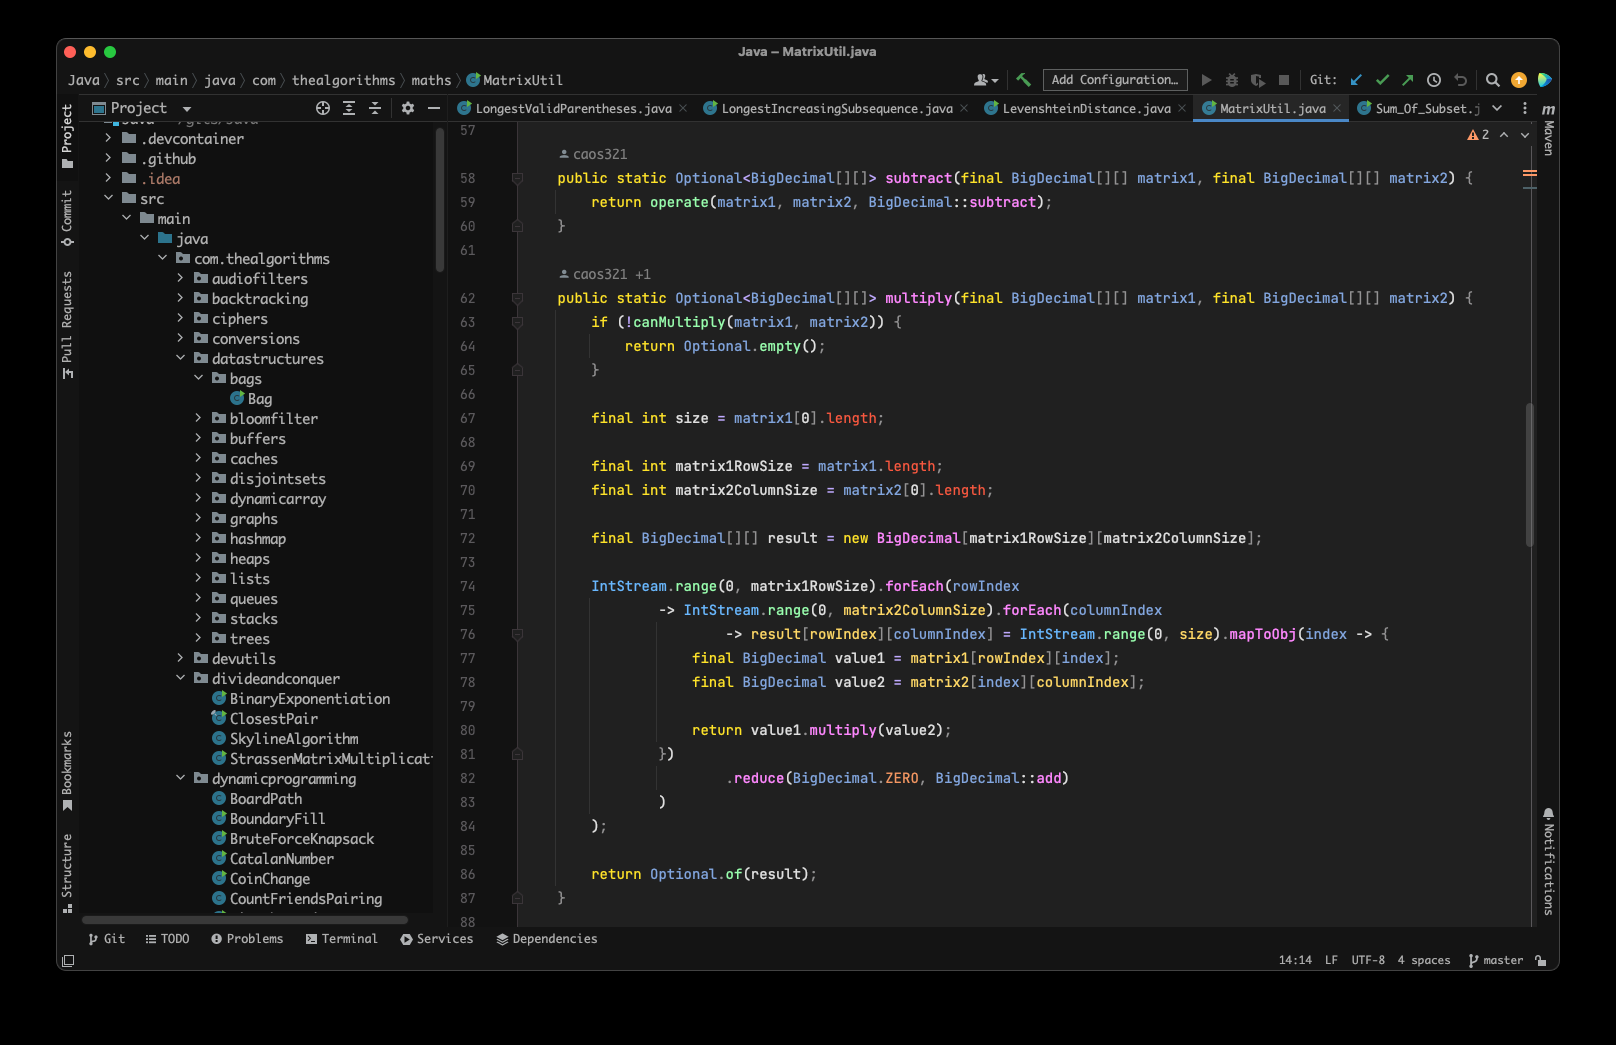 Java – MatrixUtil.java
Java src main java com thealgorithms maths MatrixUtil
Add Configuration... Git:
Project
LongestValidParentheses.java LongestIncreasingSubsequence.java LevenshteinDistance.java MatrixUtil.java Sum_Of_Subset.j
Project
Commit
Pull Requests
Bookmarks
Structure
.devcontainer
.github
.idea
src
main
java
com.thealgorithms
audiofilters
backtracking
ciphers
conversions
datastructures
bags
Bag
bloomfilter
buffers
caches
disjointsets
dynamicarray
graphs
hashmap
heaps
lists
queues
stacks
trees
devutils
divideandconquer
BinaryExponentiation
ClosestPair
SkylineAlgorithm
StrassenMatrixMultiplicat
dynamicprogramming
BoardPath
BoundaryFill
BruteForceKnapsack
CatalanNumber
CoinChange
CountFriendsPairing
2
57
caos321
58 public static Optional<BigDecimal[][]> subtract(final BigDecimal[][] matrix1, final BigDecimal[][] matrix2) {
59 return operate(matrix1, matrix2, BigDecimal::subtract);
60 }
61
caos321 +1
62 public static Optional<BigDecimal[][]> multiply(final BigDecimal[][] matrix1, final BigDecimal[][] matrix2) {
63 if (!canMultiply(matrix1, matrix2)) {
64 return Optional.empty();
65 }
66
67 final int size = matrix1[0].length;
68
69 final int matrix1RowSize = matrix1.length;
70 final int matrix2ColumnSize = matrix2[0].length;
71
72 final BigDecimal[][] result = new BigDecimal[matrix1RowSize][matrix2ColumnSize];
73
74 IntStream.range(0, matrix1RowSize).forEach(rowIndex
75 -> IntStream.range(0, matrix2ColumnSize).forEach(columnIndex
76 -> result[rowIndex][columnIndex] = IntStream.range(0, size).mapToObj(index -> {
77 final BigDecimal value1 = matrix1[rowIndex][index];
78 final BigDecimal value2 = matrix2[index][columnIndex];
79
80 return value1.multiply(value2);
81 })
82 .reduce(BigDecimal.ZERO, BigDecimal::add)
83 )
84 );
85
86 return Optional.of(result);
87 }
88
m Maven
Notifications
Git TODO Problems Terminal Services Dependencies
14:14 LF UTF-8 4 spaces master